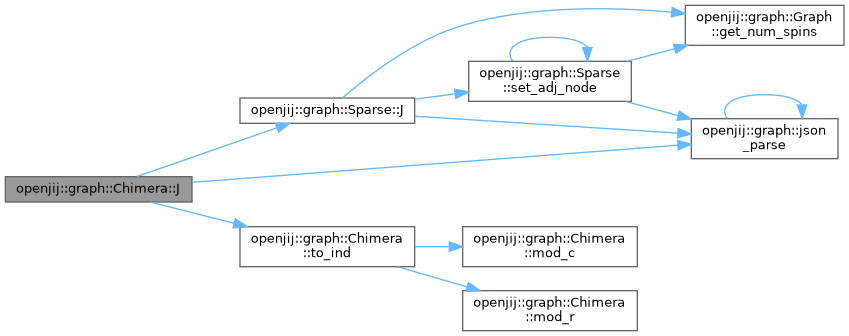 openjij::graph::Chimera::J
openjij::graph::Sparse::J
openjij::graph::Sparse
::set_adj_node
openjij::graph::Graph
::get_num_spins
openjij::graph::json
_parse
openjij::graph::Chimera
::to_ind
openjij::graph::Chimera
::mod_c
openjij::graph::Chimera
::mod_r